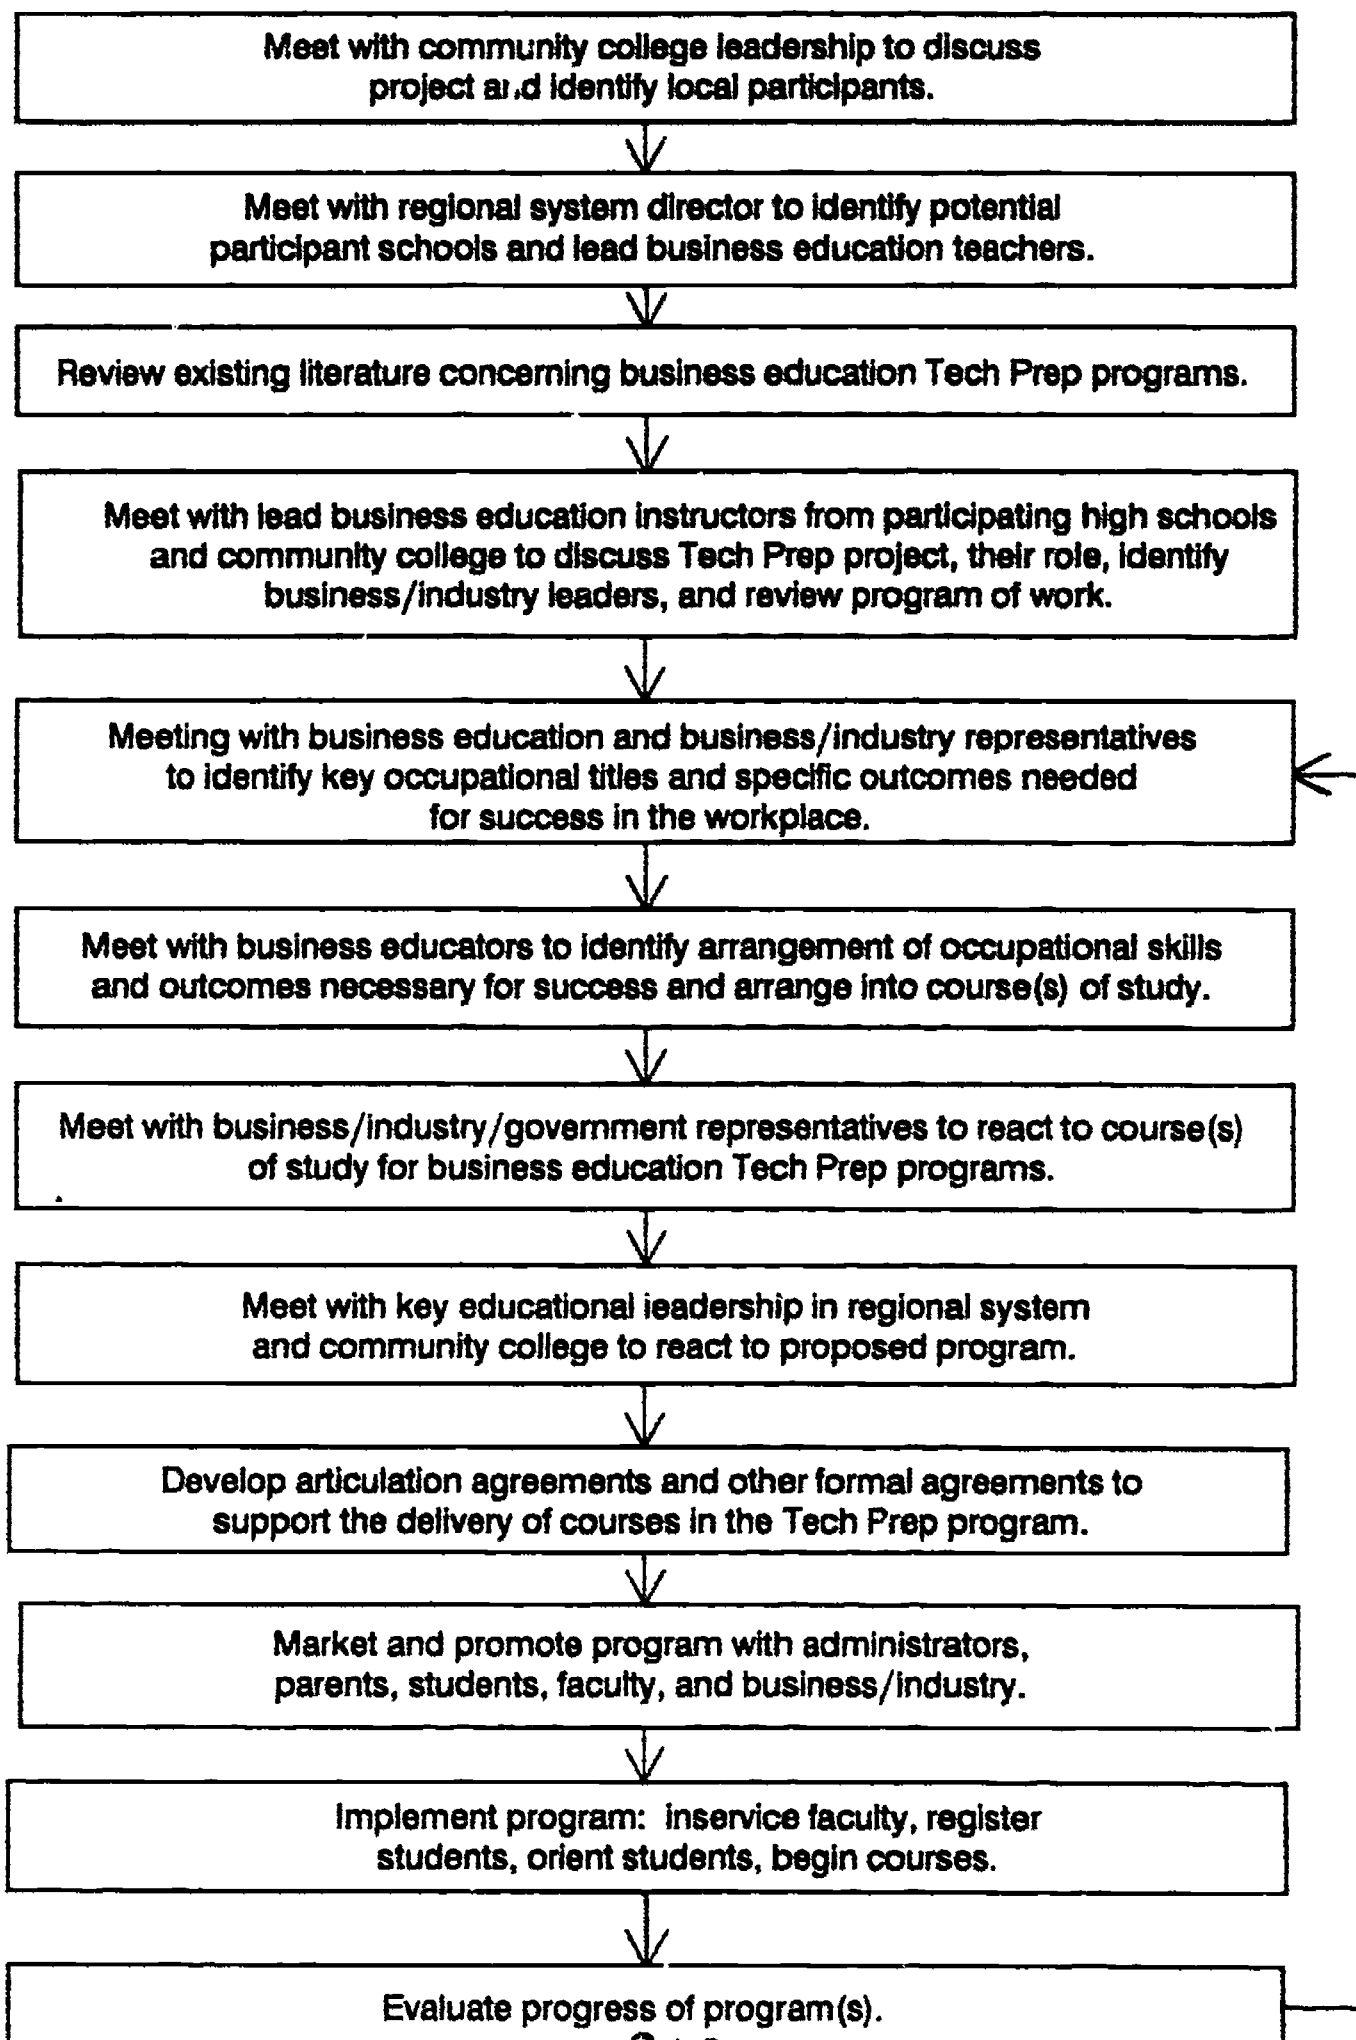 Meet with community college leadership to discuss
project and identify local participants.
Meet with regional system director to identify potential
participant schools and lead business education teachers.
Review existing literature concerning business education Tech Prep programs.
Meet with lead business education instructors from participating high schools
and community college to discuss Tech Prep project, their role, identify
business/industry leaders, and review program of work.
Meeting with business education and business/industry representatives
to identify key occupational titles and specific outcomes needed
for success in the workplace.
Meet with business educators to identify arrangement of occupational skills
and outcomes necessary for success and arrange into course(s) of study.
Meet with business/industry/government representatives to react to course(s)
of study for business education Tech Prep programs.
Meet with key educational leadership in regional system
and community college to react to proposed program.
Develop articulation agreements and other formal agreements to
support the delivery of courses in the Tech Prep program.
Market and promote program with administrators,
parents, students, faculty, and business/industry.
Implement program: inservice faculty, register
students, orient students, begin courses.
Evaluate progress of program(s).